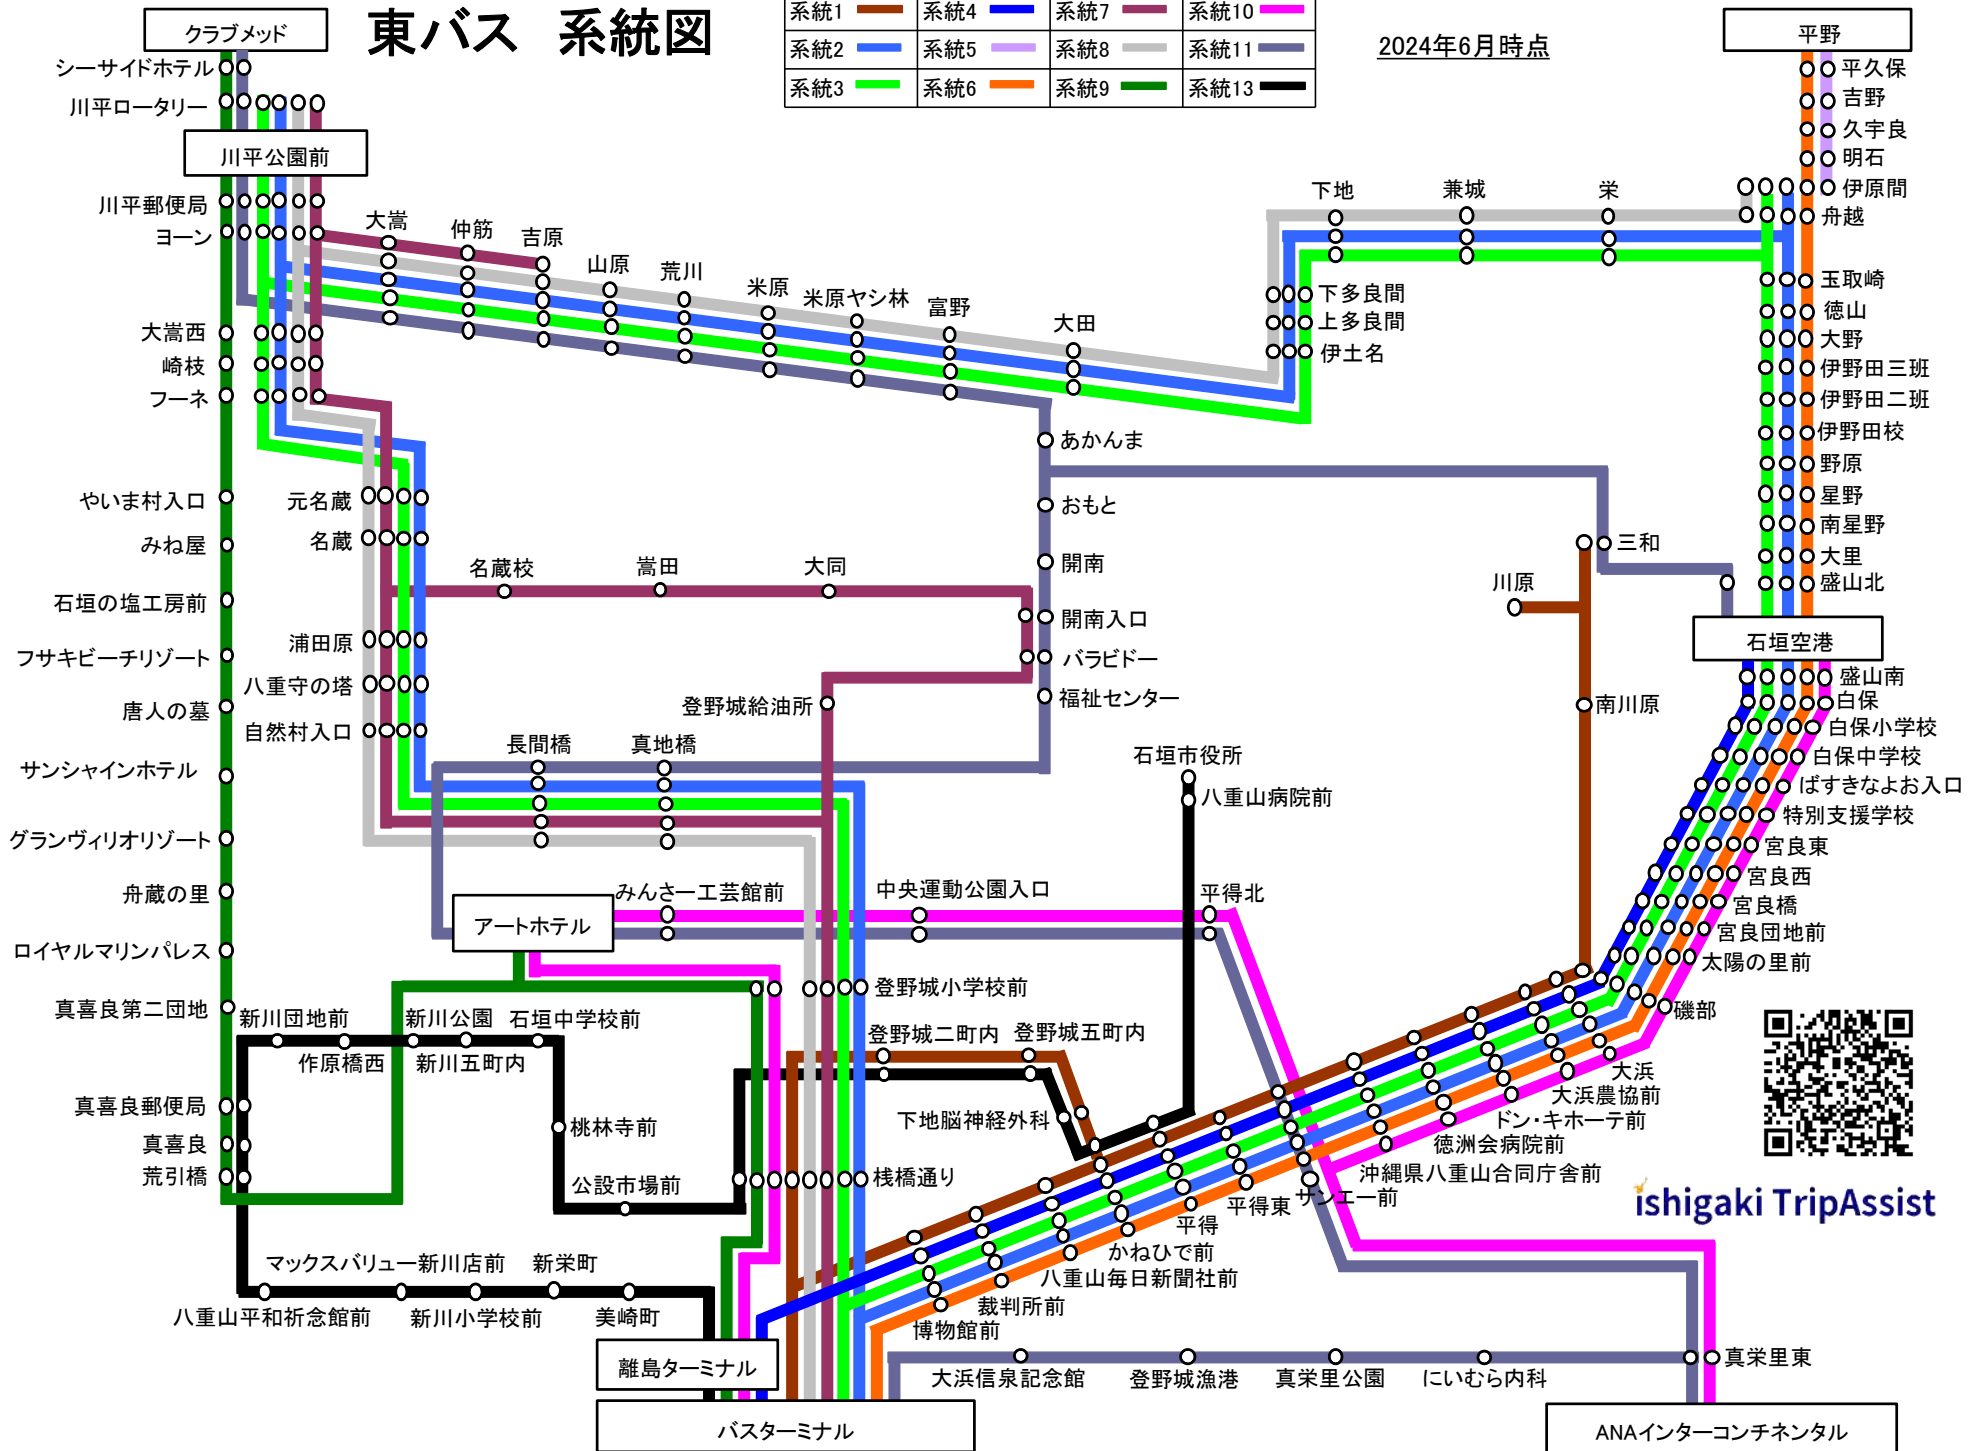 東バス 系統図
系統1 系統4 系統7 系統10
系統2 系統5 系統8 系統11
系統3 系統6 系統9 系統13
2024年6月時点
クラブメッド
シーサイドホテル
川平ロータリー
川平公園前
川平郵便局
ヨーン
大嵩西
崎枝
フーネ
やいま村入口
みね屋
石垣の塩工房前
フサキビーチリゾート
唐人の墓
サンシャインホテル
グランヴィリオリゾート
舟蔵の里
ロイヤルマリンパレス
真喜良第二団地
真喜良郵便局
真喜良
荒引橋
大嵩
仲筋
吉原
山原
荒川
米原
米原ヤシ林
富野
大田
下地
兼城
栄
下多良間
上多良間
伊土名
平野
平久保
吉野
久宇良
明石
伊原間
舟越
玉取崎
徳山
大野
伊野田三班
伊野田二班
伊野田校
野原
星野
南星野
大里
盛山北
石垣空港
盛山南
白保
白保小学校
白保中学校
ばすきなよお入口
特別支援学校
宮良東
宮良西
宮良橋
宮良団地前
太陽の里前
磯部
大浜
大浜農協前
ドン・キホーテ前
徳洲会病院前
沖縄県八重山合同庁舎前
サンエー前
平得東
平得
かねひで前
八重山毎日新聞社前
裁判所前
博物館前
元名蔵
名蔵
浦田原
八重守の塔
自然村入口
名蔵校
嵩田
大同
登野城給油所
長間橋
真地橋
あかんま
おもと
開南
開南入口
バラビドー
福祉センター
三和
川原
南川原
石垣市役所
八重山病院前
アートホテル
みんさー工芸館前
中央運動公園入口
平得北
登野城小学校前
登野城二町内
登野城五町内
下地脳神経外科
桟橋通り
新川団地前
作原橋西
新川公園
新川五町内
石垣中学校前
桃林寺前
公設市場前
マックスバリュー新川店前
新栄町
八重山平和祈念館前
新川小学校前
美崎町
離島ターミナル
バスターミナル
大浜信泉記念館
登野城漁港
真栄里公園
にいむら内科
真栄里東
ANAインターコンチネンタル
ishigaki TripAssist